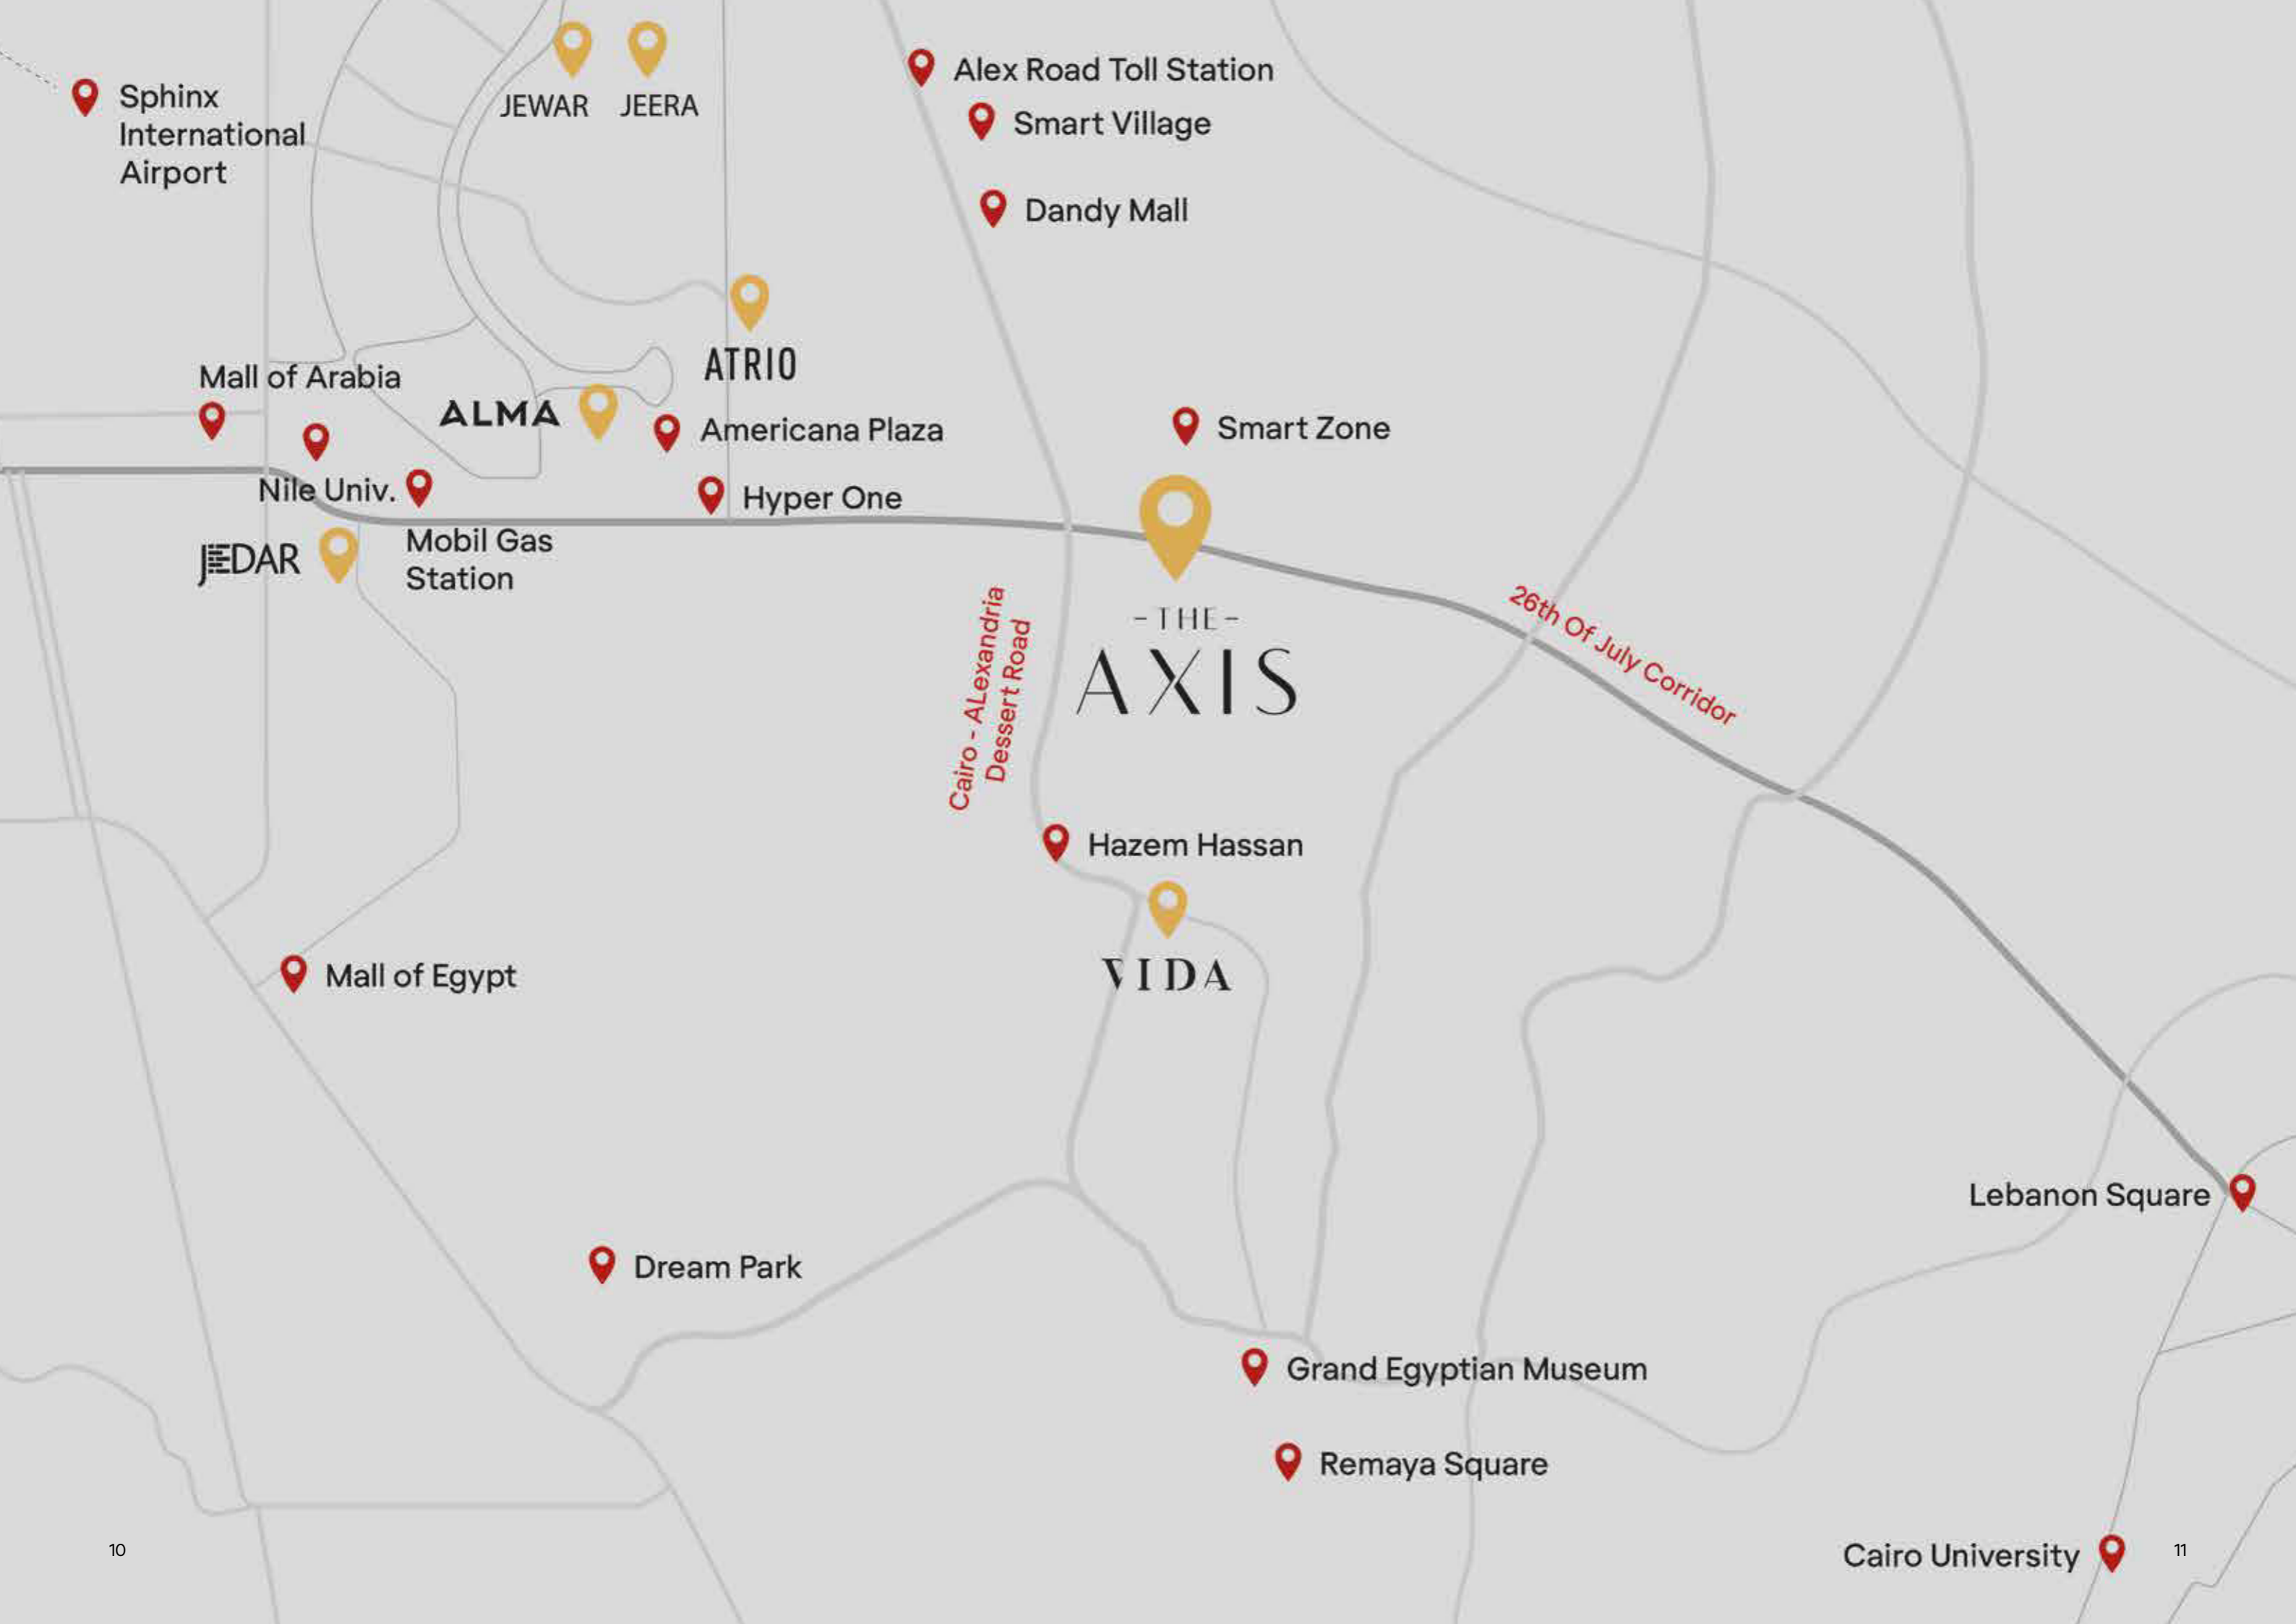 Sphinx
International
Airport
JEWAR
JEERA
Alex Road Toll Station
Smart Village
Dandy Mall
ATRIO
Mall of Arabia
ALMA
Americana Plaza
Smart Zone
Nile Univ.
Hyper One
JEDAR
Mobil Gas
Station
-THE-
AXIS
Cairo - ALexandria
Dessert Road
26th Of July Corridor
Hazem Hassan
VIDA
Mall of Egypt
Lebanon Square
Dream Park
Grand Egyptian Museum
Remaya Square
Cairo University
10
11